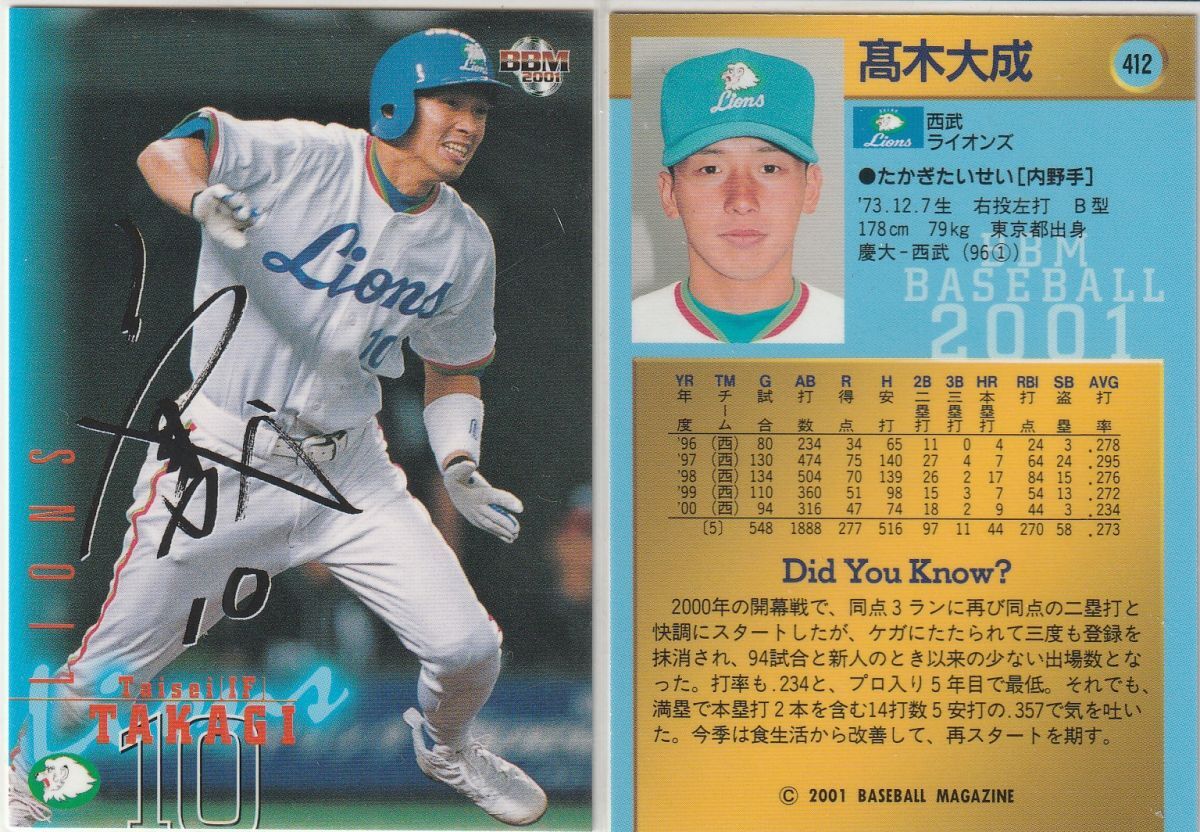 BBM
2001
Lions
Lions
10
10
LIONS
Lions
Taisei [IF]
TAKAGI
10
髙木大成
412
Lions
Lions
西武
ライオンズ
●たかぎたいせい[内野手]
'73.12.7生 右投左打 B型
178cm 79kg 東京都出身
慶大-西武(96①)
BBM
BASEBALL
2001
YR TM G AB R H 2B 3B HR RBI SB AVG
年度 チーム 試合 打数 得点 安打 二塁打 三塁打 本塁打 打点 盗塁 打率
'96 (西) 80 234 34 65 11 0 4 24 3 .278
'97 (西) 130 474 75 140 27 4 7 64 24 .295
'98 (西) 134 504 70 139 26 2 17 84 15 .276
'99 (西) 110 360 51 98 15 3 7 54 13 .272
'00 (西) 94 316 47 74 18 2 9 44 3 .234
〔5〕 548 1888 277 516 97 11 44 270 58 .273
Did You Know?
2000年の開幕戦で、同点3ランに再び同点の二塁打と
快調にスタートしたが、ケガにたたられて三度も登録を
抹消され、94試合と新人のとき以来の少ない出場数とな
った。打率も.234と、プロ入り5年目で最低。それでも、
満塁で本塁打2本を含む14打数5安打の.357で気を吐い
た。今季は食生活から改善して、再スタートを期す。
© 2001 BASEBALL MAGAZINE